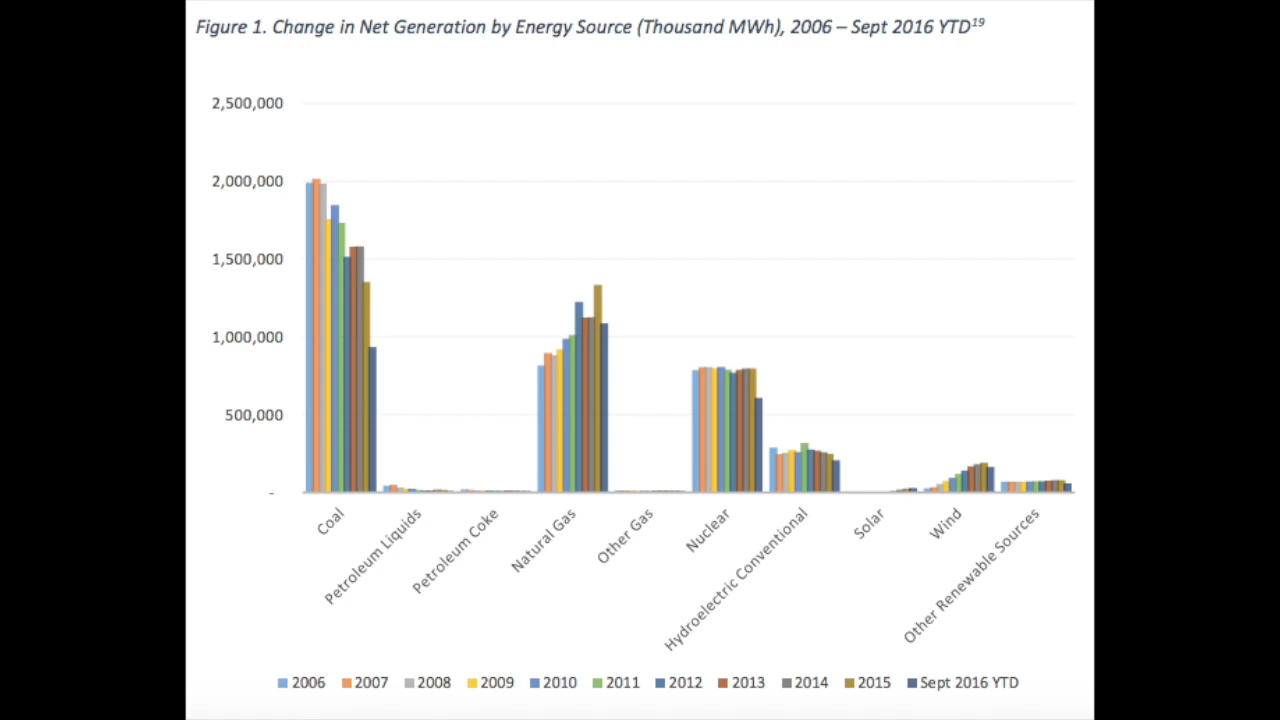 Figure 1. Change in Net Generation by Energy Source (Thousand MWh), 2006 – Sept 2016 YTD19
2,500,000
2,000,000
1,500,000
1,000,000
500,000
-
Coal
Petroleum Liquids
Petroleum Coke
Natural Gas
Other Gas
Nuclear
Hydroelectric Conventional
Solar
Wind
Other Renewable Sources
2006 2007 2008 2009 2010 2011 2012 2013 2014 2015 Sept 2016 YTD